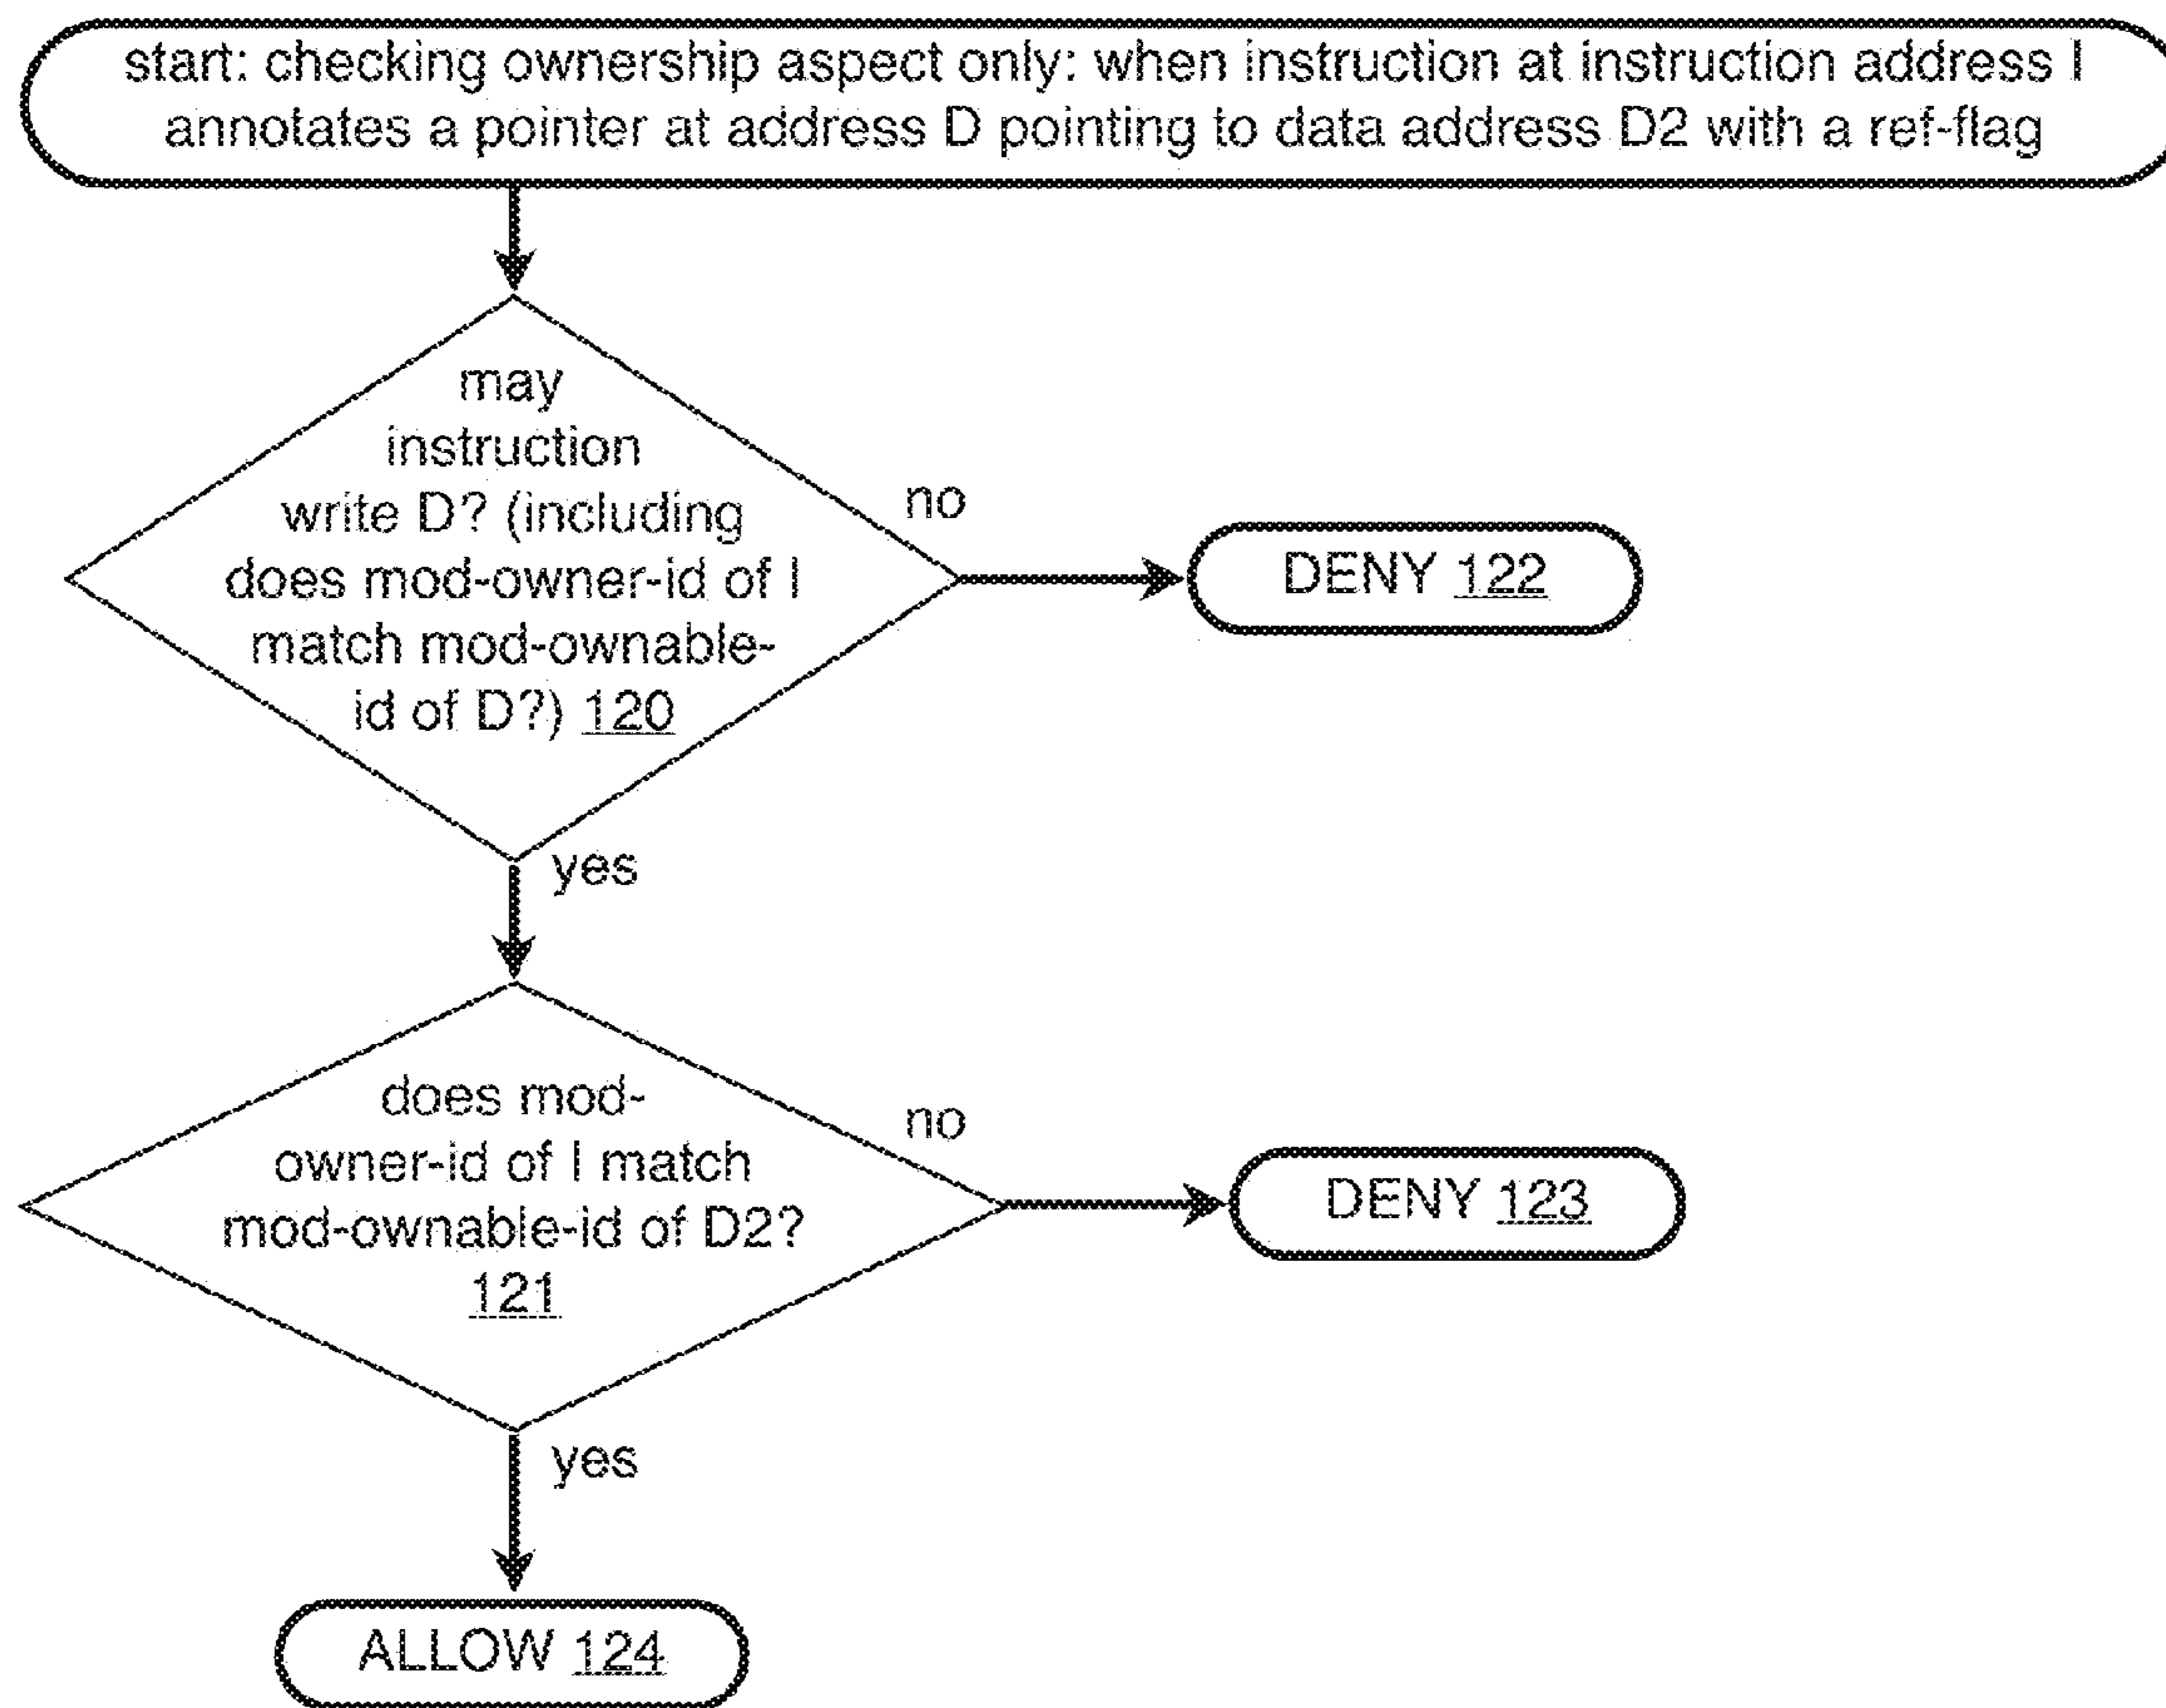 start: checking ownership aspect only: when instruction at instruction address I
annotates a pointer at address D pointing to data address D2 with a ref-flag
may
instruction
write D? (including
does mod-owner-id of I
match mod-ownable-
id of D?) 120
no
DENY 122
yes
does mod-
owner-id of I match
mod-ownable-id of D2?
121
no
DENY 123
yes
ALLOW 124